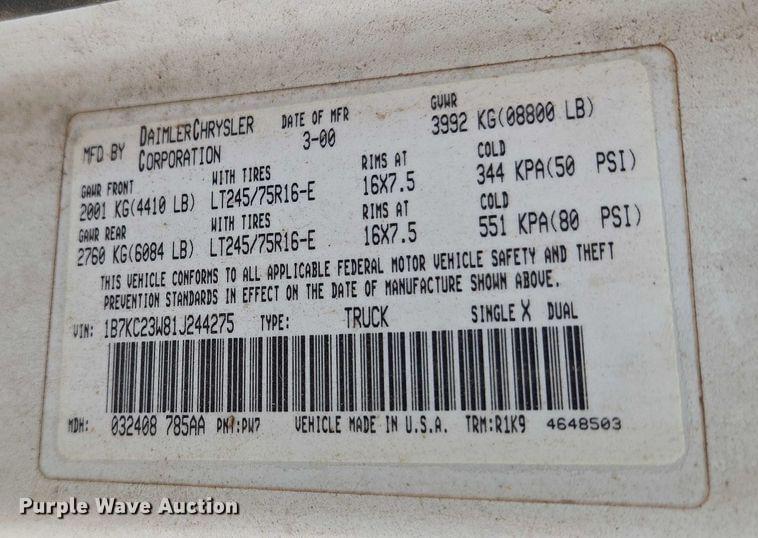 MFD BY DAIMLERCHRYSLER CORPORATION DATE OF MFR 3-00 GVWR 3992 KG(08800 LB)
GAWR FRONT WITH TIRES RIMS AT COLD
2001 KG(4410 LB) LT245/75R16-E 16X7.5 344 KPA(50 PSI)
GAWR REAR WITH TIRES RIMS AT COLD
2760 KG(6084 LB) LT245/75R16-E 16X7.5 551 KPA(80 PSI)
THIS VEHICLE CONFORMS TO ALL APPLICABLE FEDERAL MOTOR VEHICLE SAFETY AND THEFT
PREVENTION STANDARDS IN EFFECT ON THE DATE OF MANUFACTURE SHOWN ABOVE.
VIN: 1B7KC23W81J244275 TYPE: TRUCK SINGLE X DUAL
MDH: 032408 785AA PNT:PW7 VEHICLE MADE IN U.S.A. TRM:R1K9 4648503
Purple Wave Auction